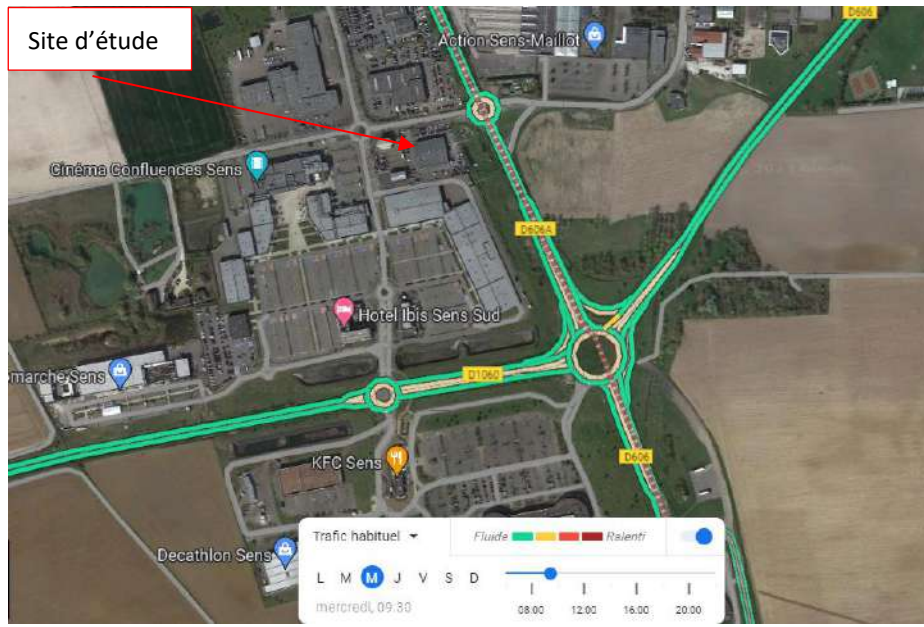 Site d'étude
Action Sens-Maillot
D606
Cinéma Confluences Sens
D606A
Hotel Ibis Sens Sud
omarche Sens
D1060
KFC Sens
D606
Decathlon Sens
Trafic habituel
Fluide
Ralenti
L M M J V S D
mercredi, 09:30
08:00 12:00 16:00 20:00